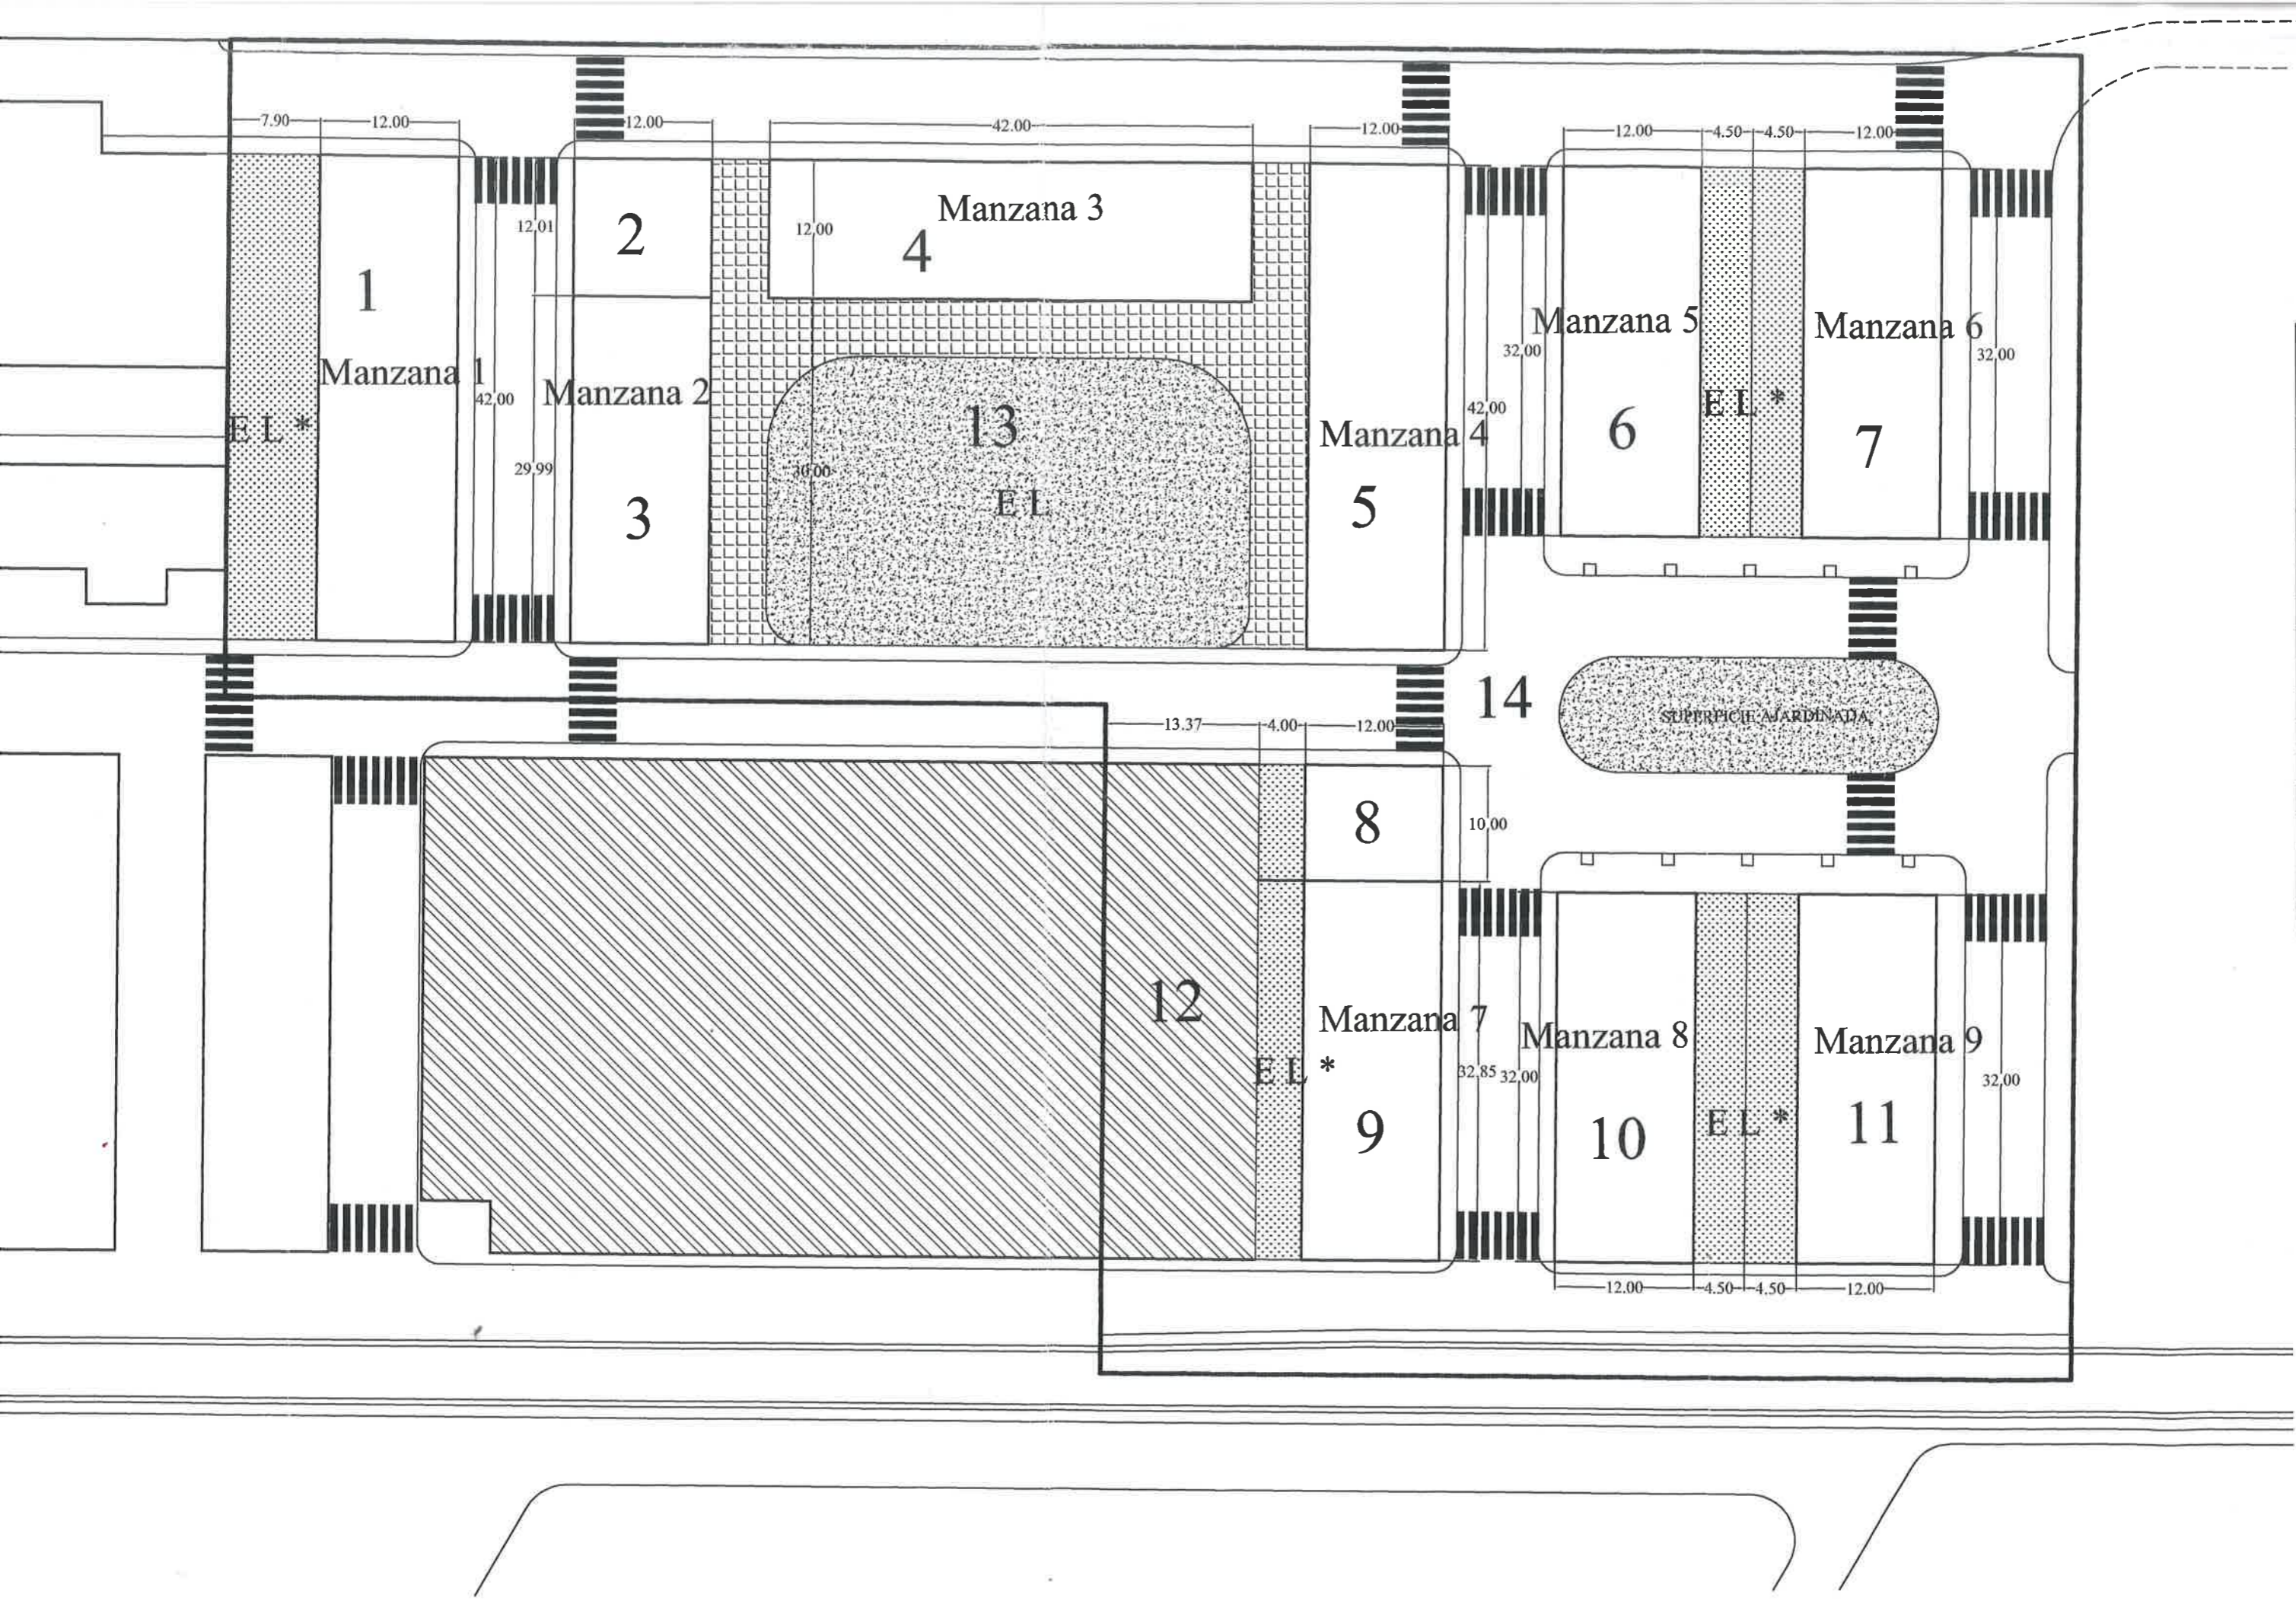 7.90 12.00 12.00 42.00 12.00 12.00 4.50 4.50 12.00
Manzana 3
12,01 2 12,00 4
1
Manzana 5 Manzana 6
32,00 32,00
Manzana 1 42,00 Manzana 2
E L *
42,00
13
E L * Manzana 4 6 7
29,99 30,00
3 E L 5
14
SUPERFICIE AJARDINADA
13.37 4.00 12.00
8 10,00
12
Manzana 7 Manzana 8 Manzana 9
E L * 32,85 32,00 32,00
9 10 E L * 11
12.00 4.50 4.50 12.00